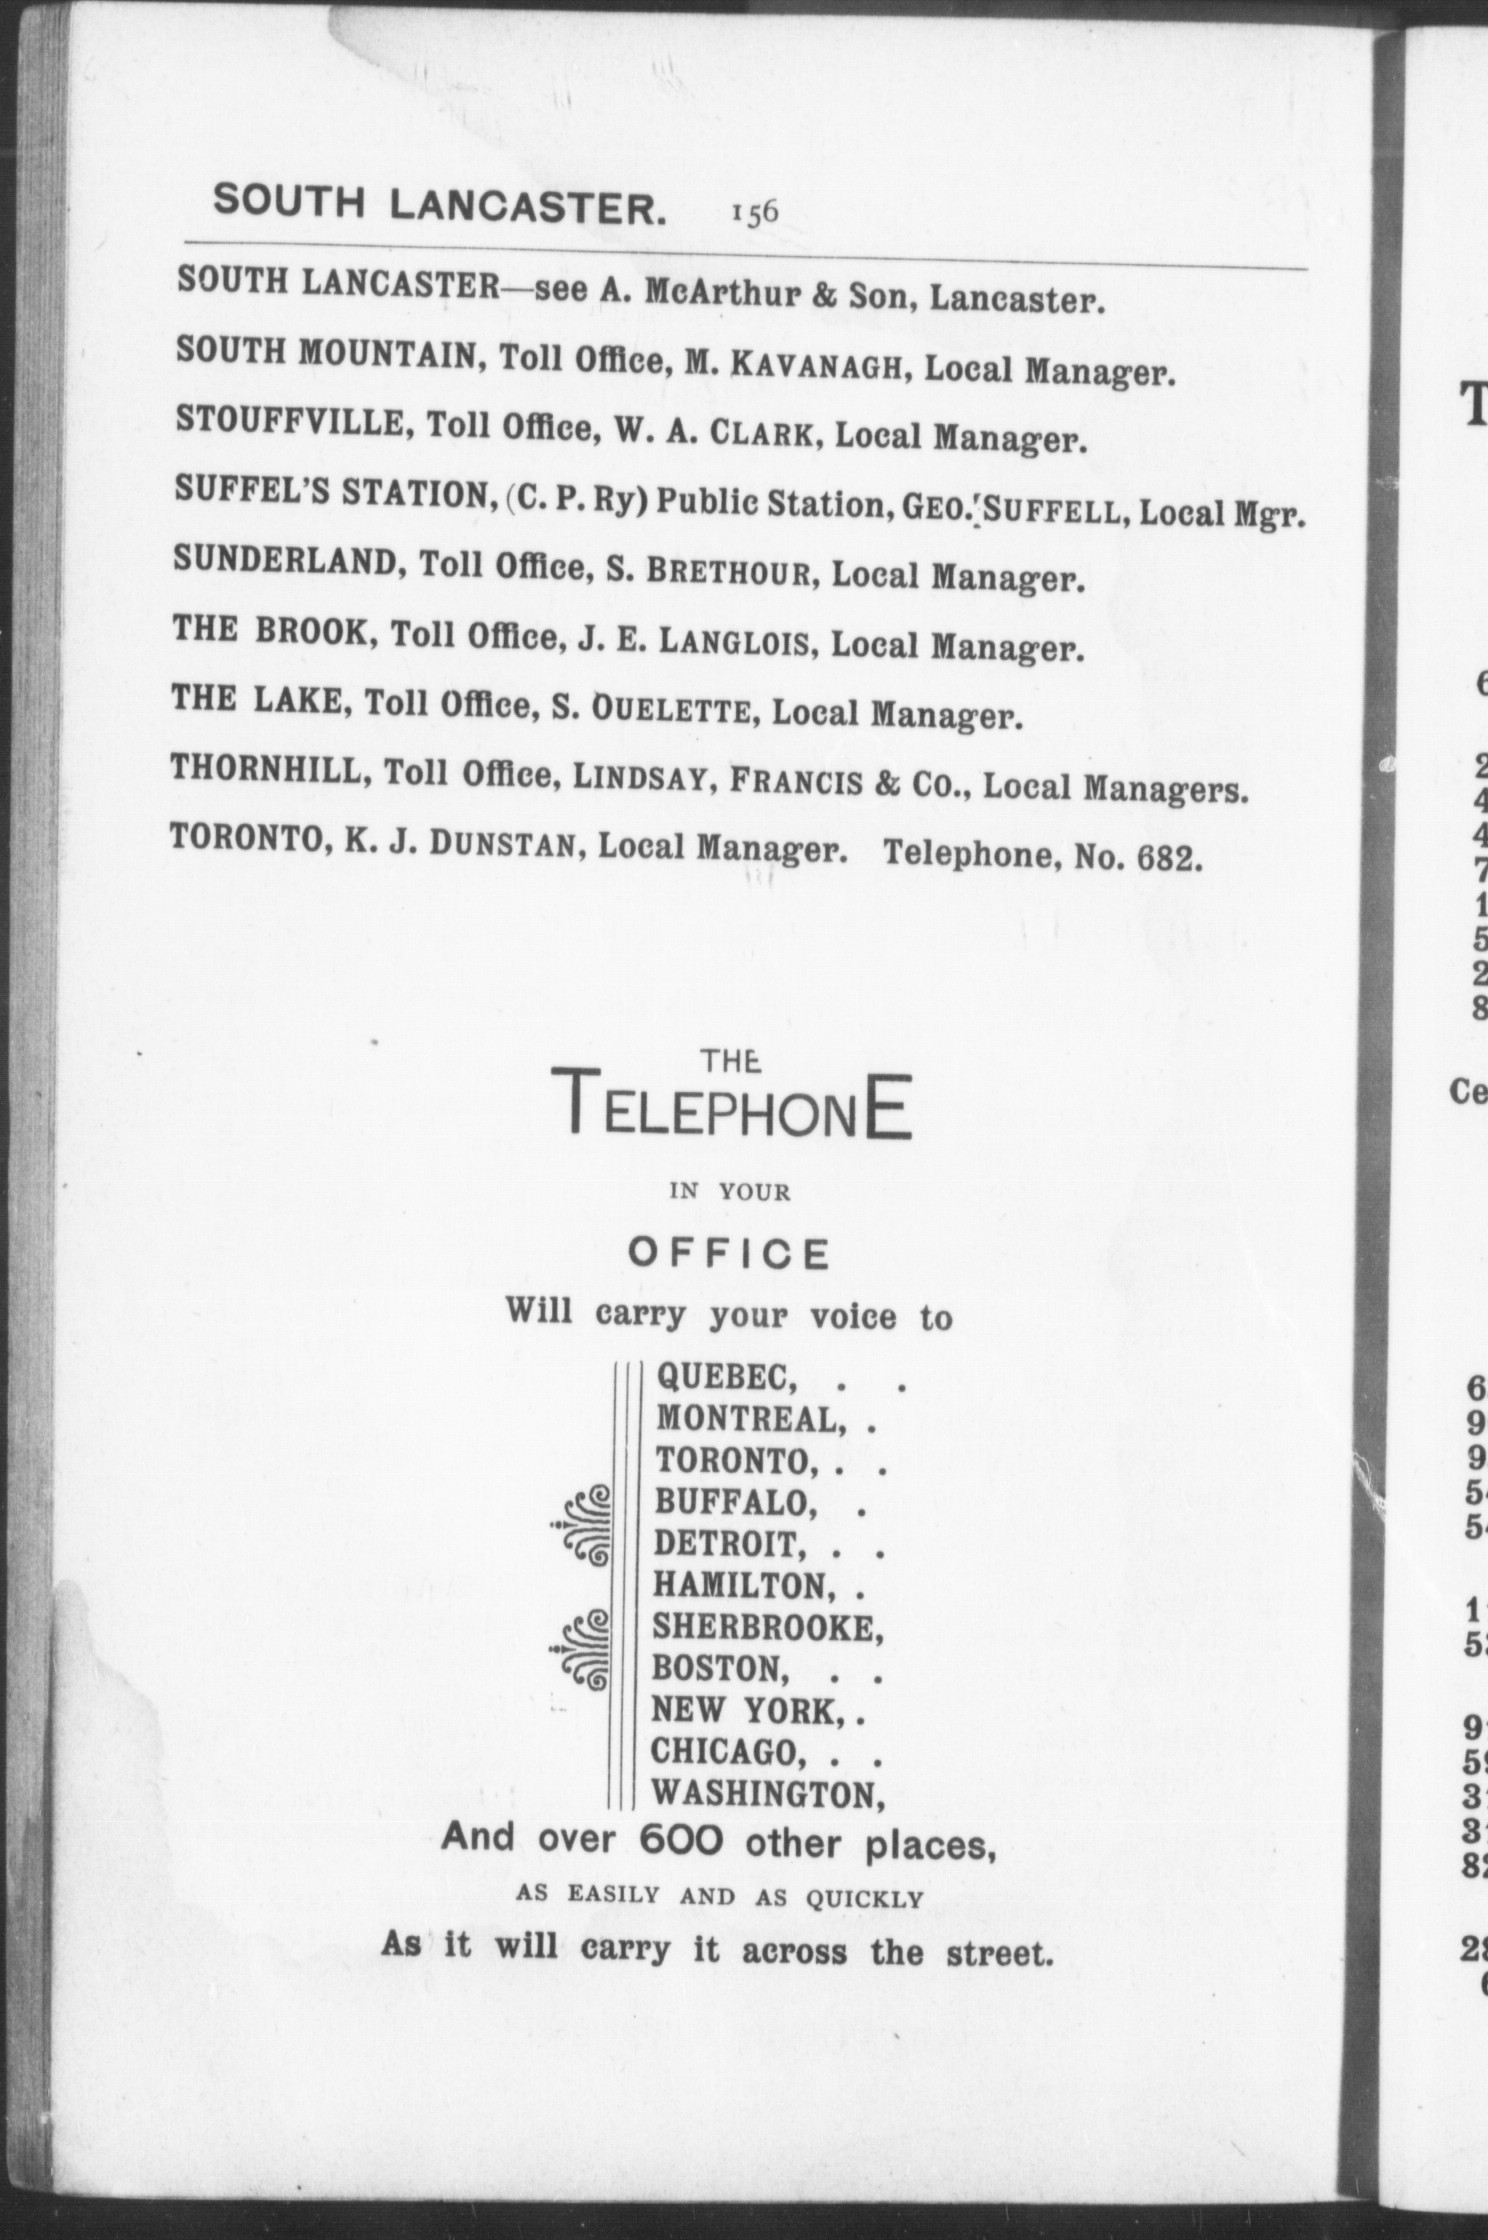 SOUTH LANCASTER. 156
SOUTH LANCASTER—see A. McArthur & Son, Lancaster.
SOUTH MOUNTAIN, Toll Office, M. KAVANAGH, Local Manager.
STOUFFVILLE, Toll Office, W. A. CLARK, Local Manager.
SUFFEL'S STATION, (C. P. Ry) Public Station, GEO. SUFFELL, Local Mgr.
SUNDERLAND, Toll Office, S. BRETHOUR, Local Manager.
THE BROOK, Toll Office, J. E. LANGLOIS, Local Manager.
THE LAKE, Toll Office, S. OUELETTE, Local Manager.
THORNHILL, Toll Office, LINDSAY, FRANCIS & CO., Local Managers.
TORONTO, K. J. DUNSTAN, Local Manager. Telephone, No. 682.
THE
TELEPHONE
IN YOUR
OFFICE
Will carry your voice to
QUEBEC, . .
MONTREAL, .
TORONTO, . .
BUFFALO, .
DETROIT, . .
HAMILTON, .
SHERBROOKE,
BOSTON, . .
NEW YORK, .
CHICAGO, . .
WASHINGTON,
And over 600 other places,
AS EASILY AND AS QUICKLY
As it will carry it across the street.